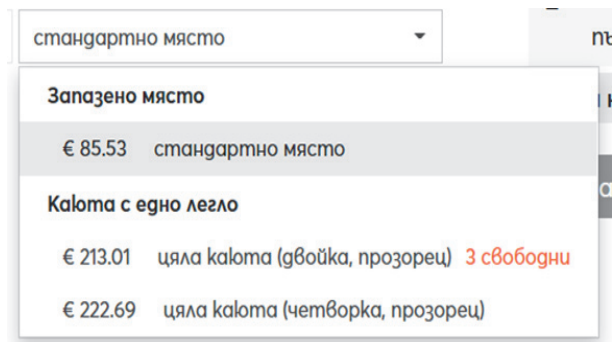 стандартно място
Запазено място
€ 85.53 стандартно място
Каюта с едно легло
€ 213.01 цяла каюта (двойка, прозорец) 3 свободни
€ 222.69 цяла каюта (четворка, прозорец)